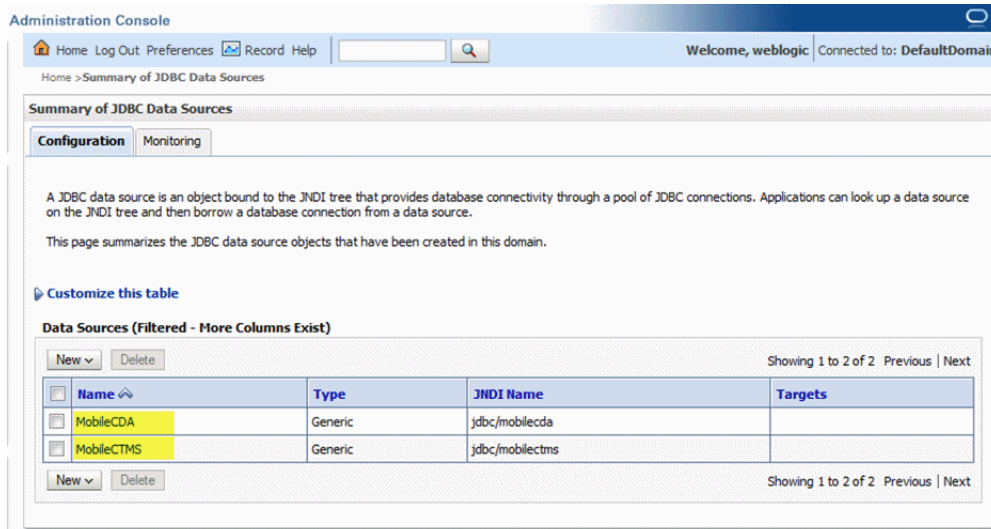 Administration Console
Home Log Out Preferences Record Help
Welcome, weblogic Connected to: DefaultDomai
Home >Summary of JDBC Data Sources
Summary of JDBC Data Sources
Configuration Monitoring
A JDBC data source is an object bound to the JNDI tree that provides database connectivity through a pool of JDBC connections. Applications can look up a data source
on the JNDI tree and then borrow a database connection from a data source.
This page summarizes the JDBC data source objects that have been created in this domain.
Customize this table
Data Sources (Filtered - More Columns Exist)
New Delete Showing 1 to 2 of 2 Previous | Next
Name Type JNDI Name Targets
MobileCDA Generic jdbc/mobilecda
MobileCTMS Generic jdbc/mobilectms
New Delete Showing 1 to 2 of 2 Previous | Next